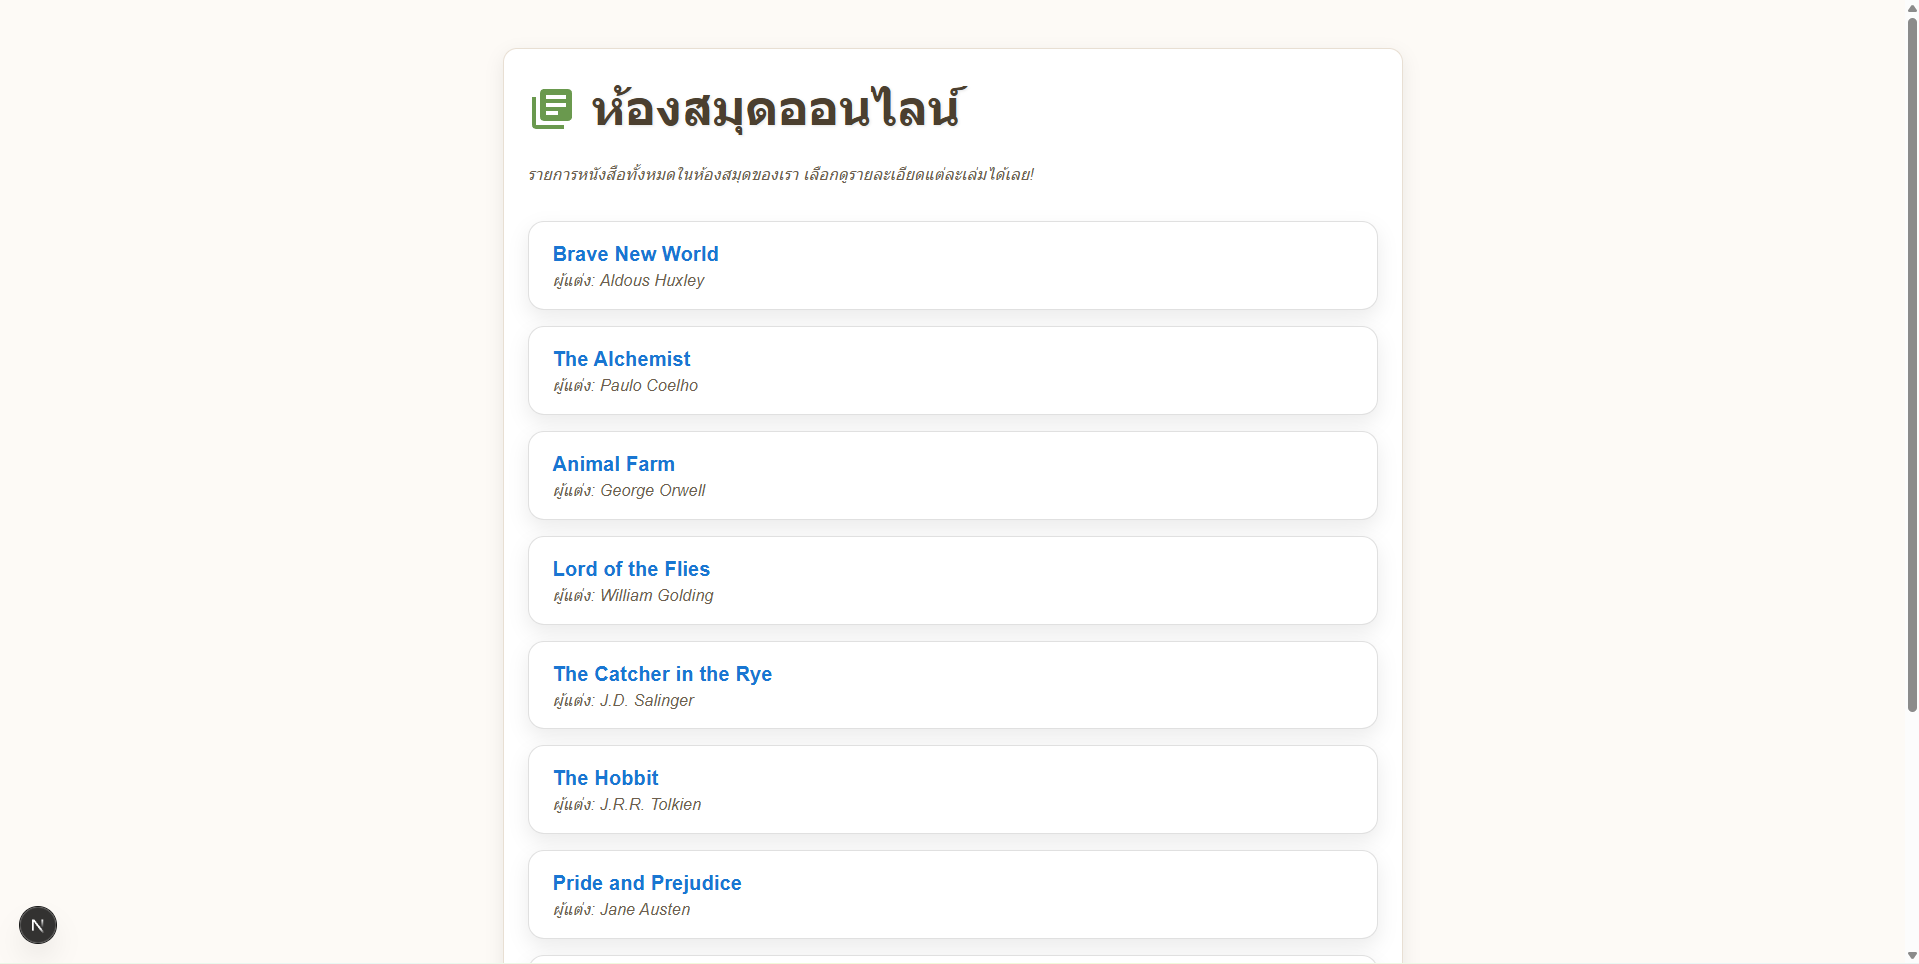 ห้องสมุดออนไลน์
รายการหนังสือทั้งหมดในห้องสมุดของเรา เลือกดูรายละเอียดแต่ละเล่มได้เลย!
Brave New World
ผู้แต่ง: Aldous Huxley
The Alchemist
ผู้แต่ง: Paulo Coelho
Animal Farm
ผู้แต่ง: George Orwell
Lord of the Flies
ผู้แต่ง: William Golding
The Catcher in the Rye
ผู้แต่ง: J.D. Salinger
The Hobbit
ผู้แต่ง: J.R.R. Tolkien
Pride and Prejudice
ผู้แต่ง: Jane Austen
N